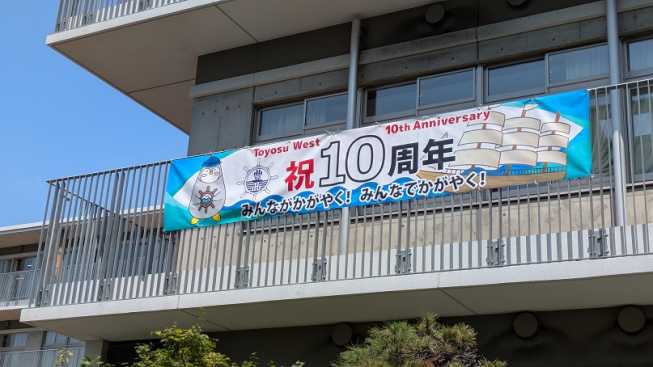 Toyosu West 10th Anniversary
祝10周年
みんながかがやく! みんなでかがやく!